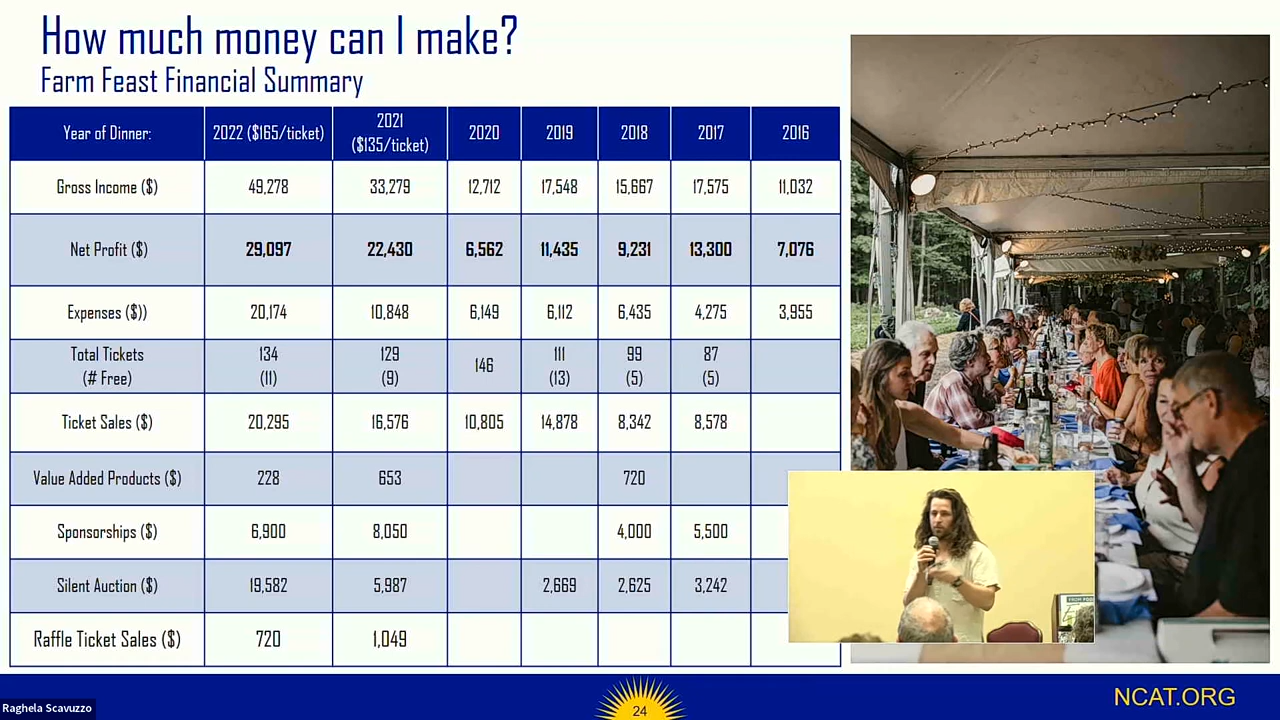 How much money can I make?
Farm Feast Financial Summary
Year of Dinner: 2022 ($165/ticket) 2021 ($135/ticket) 2020 2019 2018 2017 2016
Gross Income ($) 49,278 33,279 12,712 17,548 15,667 17,575 11,032
Net Profit ($) 29,097 22,430 6,562 11,435 9,231 13,300 7,076
Expenses ($)) 20,174 10,848 6,149 6,112 6,435 4,275 3,955
Total Tickets 134 129 146 111 99 87
(# Free) (11) (9) (13) (5) (5)
Ticket Sales ($) 20,295 16,576 10,805 14,878 8,342 8,578
Value Added Products ($) 228 653 720
Sponsorships ($) 6,900 8,050 4,000 5,500
Silent Auction ($) 19,582 5,987 2,669 2,625 3,242
Raffle Ticket Sales ($) 720 1,049
24
NCAT.ORG
Raghela Scavuzzo